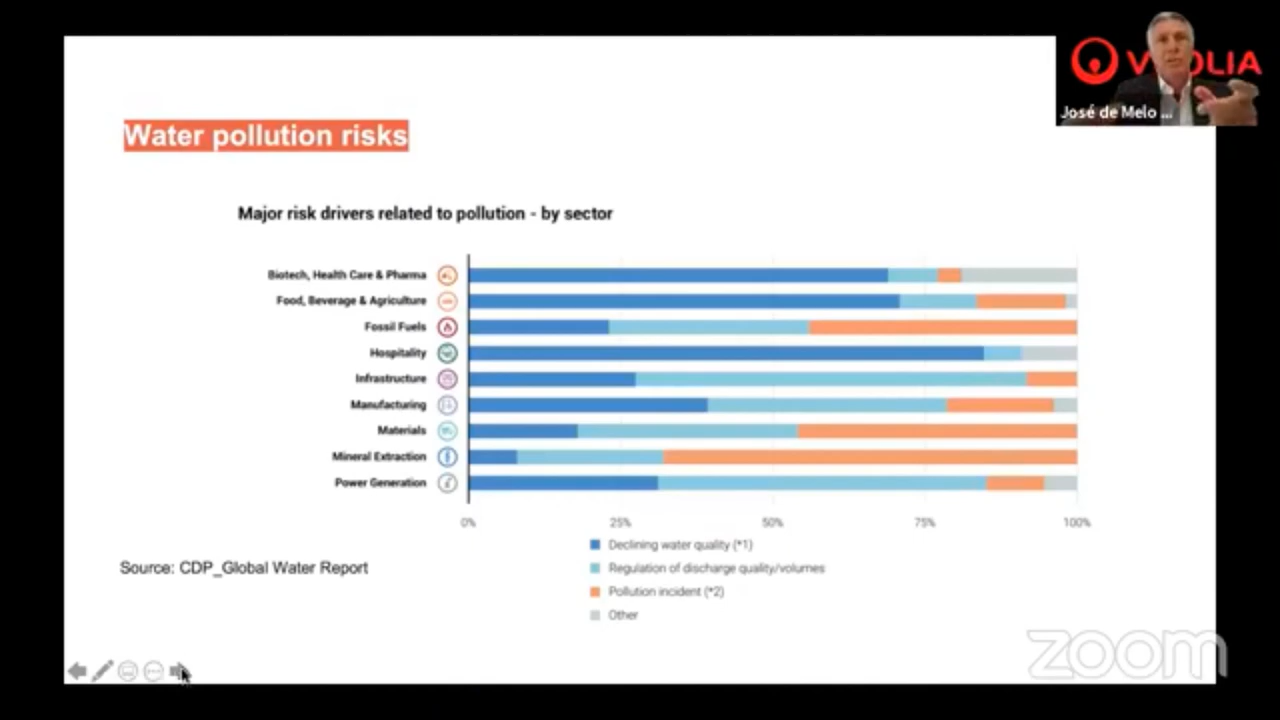 VEOLIA
José de Melo ...
Water pollution risks
Major risk drivers related to pollution - by sector
Biotech, Health Care & Pharma
Food, Beverage & Agriculture
Fossil Fuels
Hospitality
Infrastructure
Manufacturing
Materials
Mineral Extraction
Power Generation
0% 25% 50% 75% 100%
Declining water quality (*1)
Regulation of discharge quality/volumes
Pollution incident (*2)
Other
Source: CDP_Global Water Report
zoom